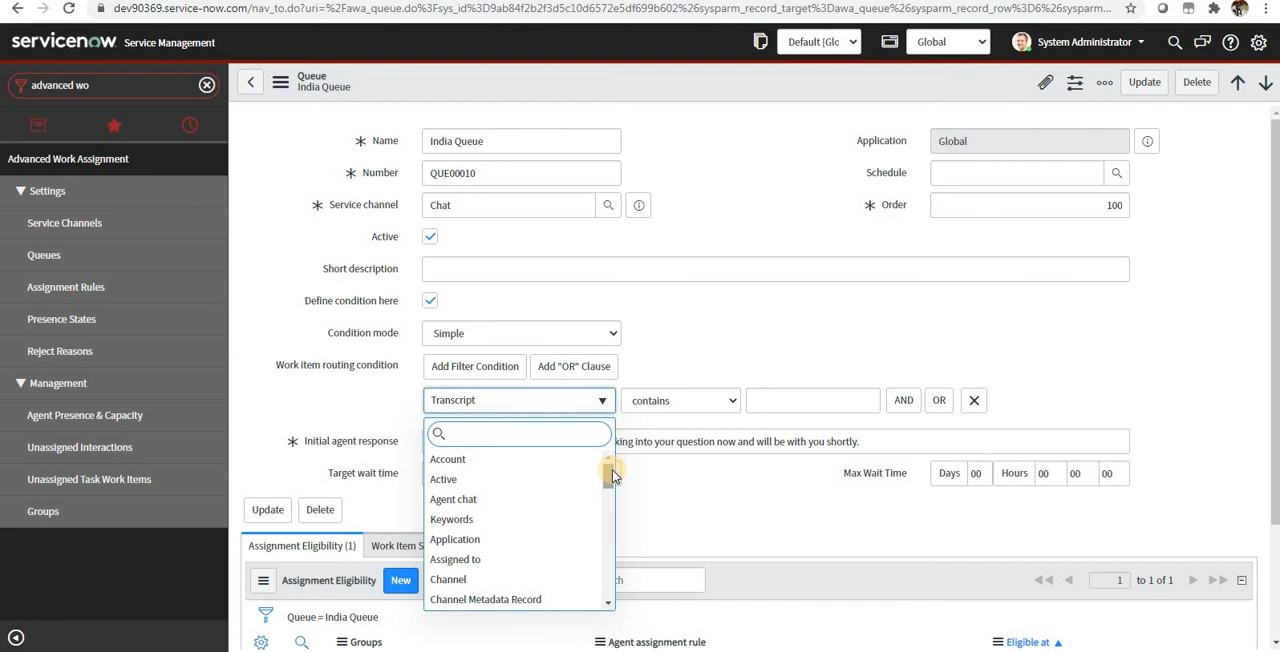 dev90369.service-now.com/nav_to.do?uri=%2Fawa_queue.do%3Fsys_id%3D9ab84f2b2f3d5c10d6572e5df699b602%26sysparm_record_target%3Dawa_queue%26sysparm_record_row%3D6%26sysparm...
servicenow Service Management
Default [Glo
Global
System Administrator
advanced wo
Queue
India Queue
Update
Delete
Advanced Work Assignment
Settings
Service Channels
Queues
Assignment Rules
Presence States
Reject Reasons
Management
Agent Presence & Capacity
Unassigned Interactions
Unassigned Task Work Items
Groups
Name India Queue
Application Global
Number QUE00010
Schedule
Service channel Chat
Order 100
Active
Short description
Define condition here
Condition mode Simple
Work item routing condition Add Filter Condition Add "OR" Clause
Transcript contains AND OR
Account
Active
Agent chat
Keywords
Application
Assigned to
Channel
Channel Metadata Record
Initial agent response king into your question now and will be with you shortly.
Target wait time
Max Wait Time Days 00 Hours 00 00 00
Update Delete
Assignment Eligibility (1) Work Item S
Assignment Eligibility New ch 1 to 1 of 1
Queue = India Queue
Groups Agent assignment rule Eligible at